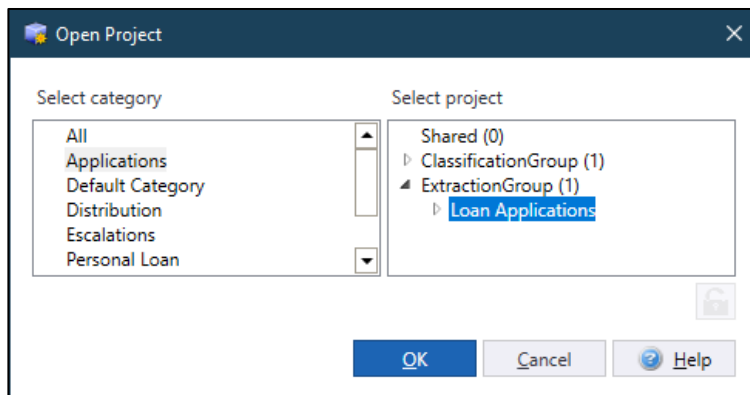 Open Project
Select category
All
Applications
Default Category
Distribution
Escalations
Personal Loan
Select project
Shared (0)
ClassificationGroup (1)
ExtractionGroup (1)
Loan Applications
OK
Cancel
Help